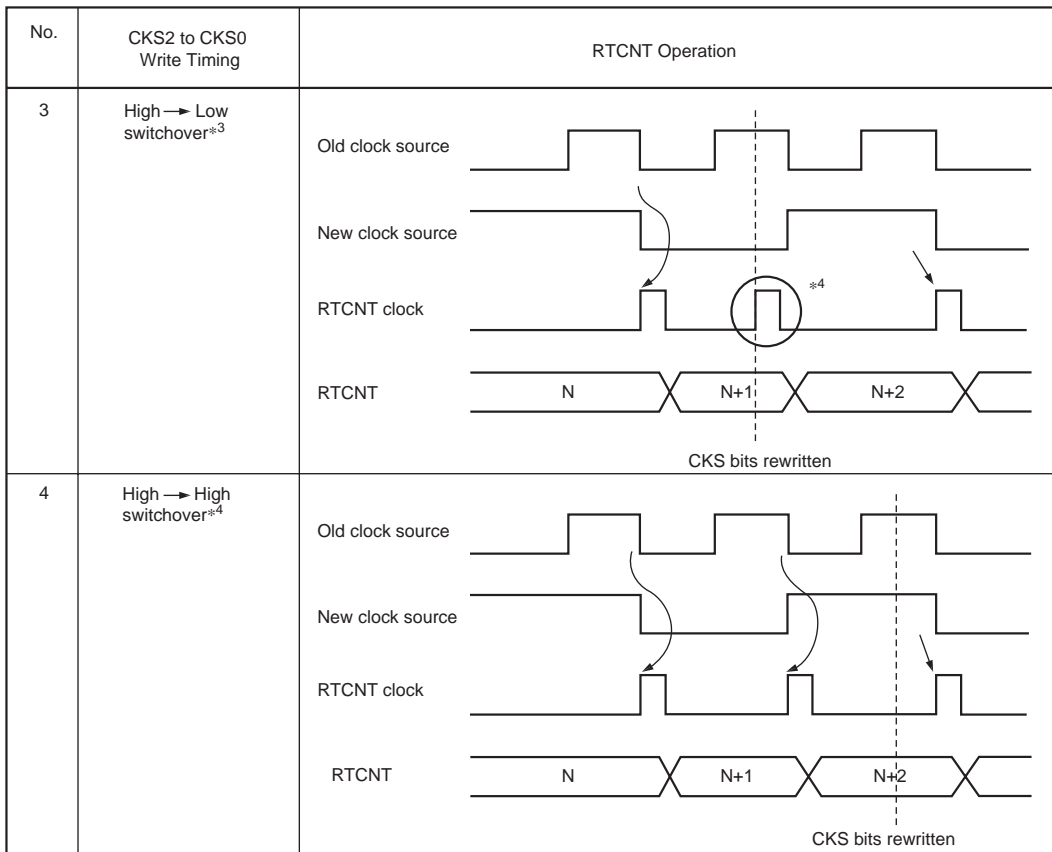 No.
CKS2 to CKS0
Write Timing
RTCNT Operation
3
High → Low
switchover*3
Old clock source
New clock source
RTCNT clock
*4
RTCNT
N
N+1
N+2
CKS bits rewritten
4
High → High
switchover*4
Old clock source
New clock source
RTCNT clock
RTCNT
N
N+1
N+2
CKS bits rewritten